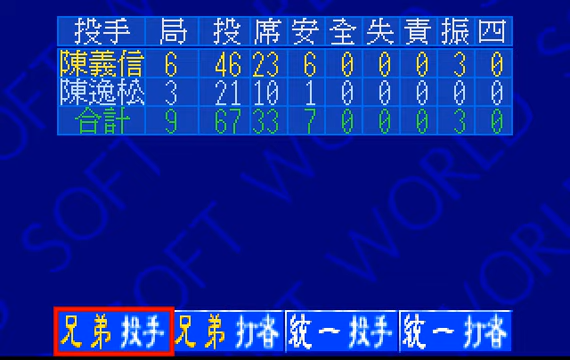 投手 局 投 席 安 全 失 責 振 四
陳義信 6 46 23 6 0 0 0 3 0
陳逸松 3 21 10 1 0 0 0 0 0
合計 9 67 33 7 0 0 0 3 0
SOFT WORLD
兄弟投手 兄弟打者 統一投手 統一打者